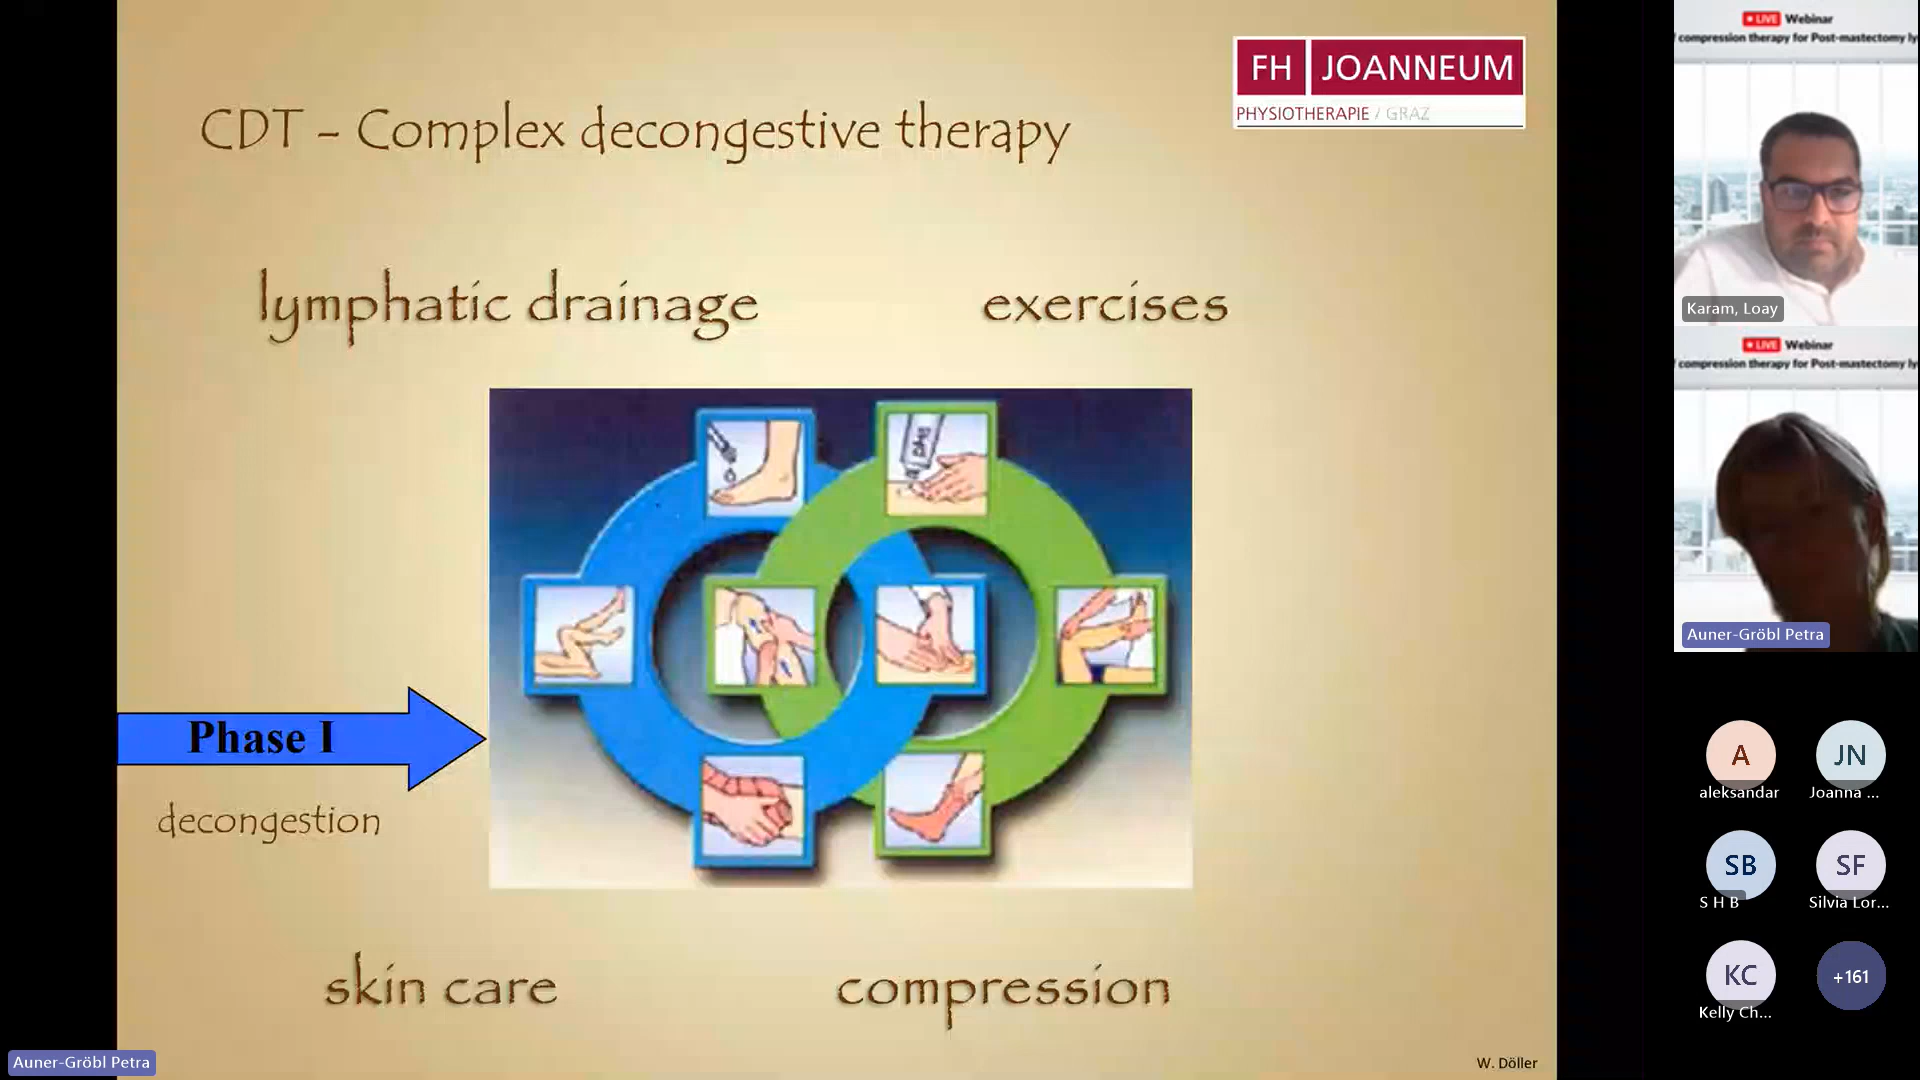 CDT - Complex decongestive therapy
FH JOANNEUM
PHYSIOTHERAPIE / GRAZ
lymphatic drainage
exercises
Phase I
decongestion
skin care
compression
W. Döller
Auner-Gröbl Petra
LIVE Webinar
compression therapy for Post-mastectomy ly
Karam, Loay
LIVE Webinar
compression therapy for Post-mastectomy ly
Auner-Gröbl Petra
A
aleksandar
JN
Joanna ...
SB
S H B
SF
Silvia Lor...
KC
Kelly Ch...
+161